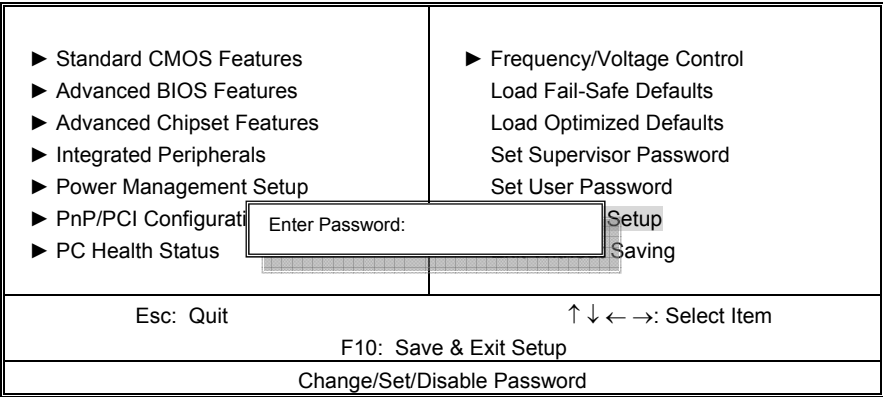 ► Standard CMOS Features
► Advanced BIOS Features
► Advanced Chipset Features
► Integrated Peripherals
► Power Management Setup
► PnP/PCI Configurati
► PC Health Status
► Frequency/Voltage Control
Load Fail-Safe Defaults
Load Optimized Defaults
Set Supervisor Password
Set User Password
Setup
Saving
Enter Password:
Esc: Quit
↑ ↓ ← →: Select Item
F10: Save & Exit Setup
Change/Set/Disable Password